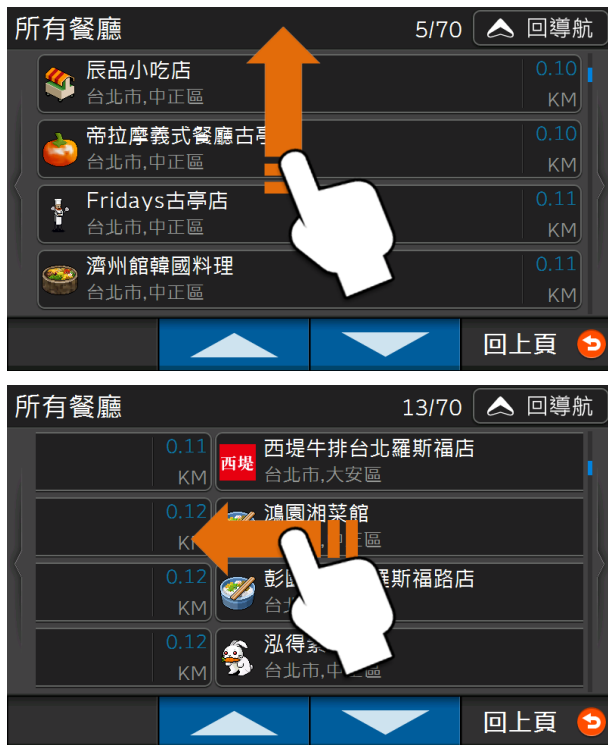 所有餐廳 5/70 回導航
辰品小吃店 0.10
台北市,中正區 KM
帝拉摩義式餐廳古亭 0.10
台北市,中正區 KM
Fridays古亭店 0.11
台北市,中正區 KM
濟州館韓國料理 0.11
台北市,中正區 KM
回上頁
所有餐廳 13/70 回導航
0.11 西堤 西堤牛排台北羅斯福店
KM 台北市,大安區
0.12 鴻園湘菜館
KM 區
0.12 彭 羅斯福路店
KM 台
0.12 泓得
KM 台北市,中正區
回上頁